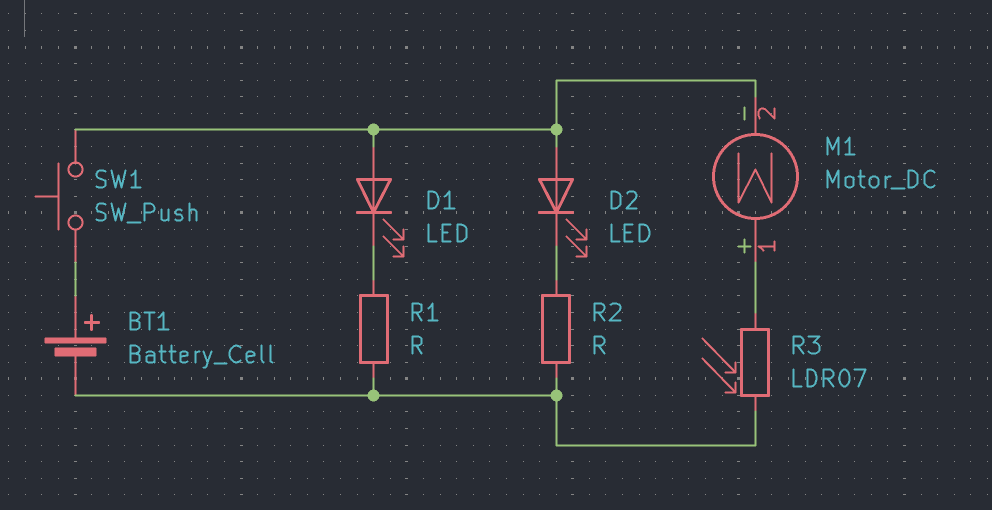 − 2
M1
Motor_DC
W
SW1
SW_Push
D1
LED
D2
LED
+ 1
R1
R
R2
R
+
BT1
Battery_Cell
R3
LDR07